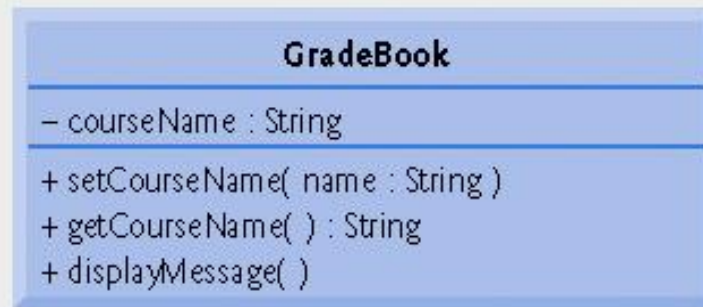 GradeBook
– courseName : String
+ setCourseName( name : String )
+ getCourseName( ) : String
+ displayMessage( )